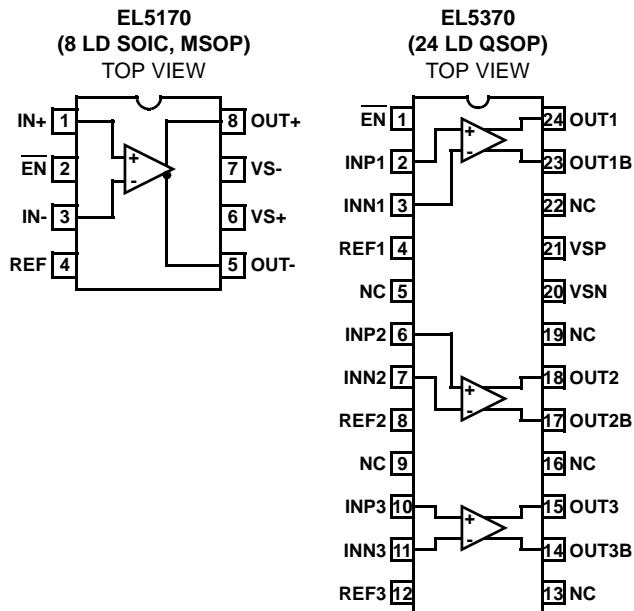 EL5170
(8 LD SOIC, MSOP)
TOP VIEW
IN+ 1
EN 2
IN- 3
REF 4
8 OUT+
7 VS-
6 VS+
5 OUT-
+
-
EL5370
(24 LD QSOP)
TOP VIEW
EN 1
INP1 2
INN1 3
REF1 4
NC 5
INP2 6
INN2 7
REF2 8
NC 9
INP3 10
INN3 11
REF3 12
24 OUT1
23 OUT1B
22 NC
21 VSP
20 VSN
19 NC
18 OUT2
17 OUT2B
16 NC
15 OUT3
14 OUT3B
13 NC
+
-
+
-
+
-